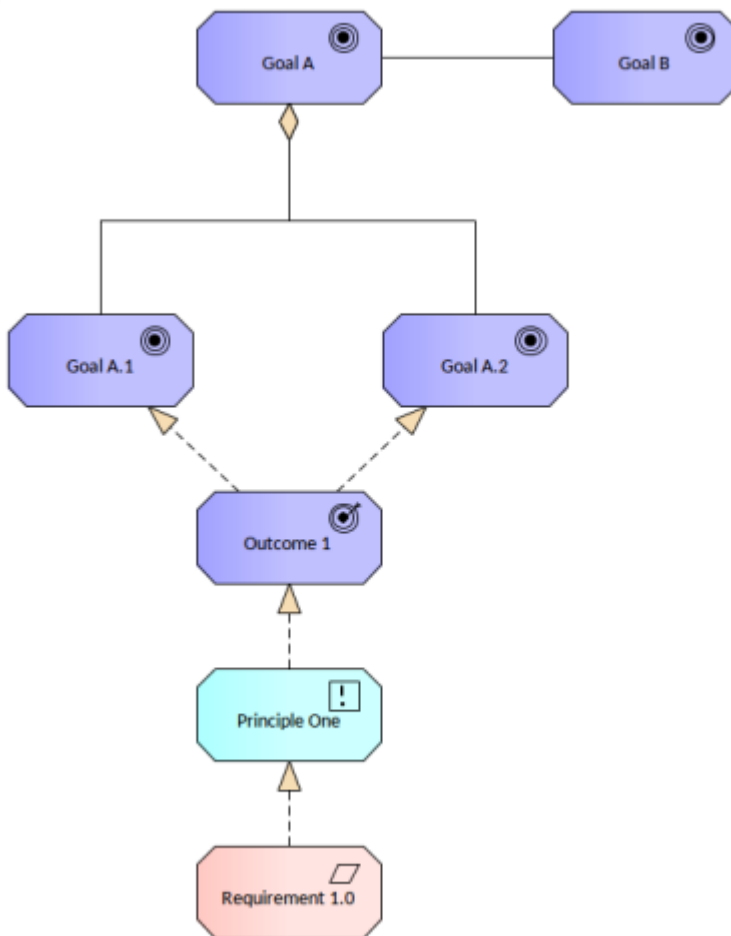 Goal A
Goal B
Goal A.1
Goal A.2
Outcome 1
!
Principle One
Requirement 1.0